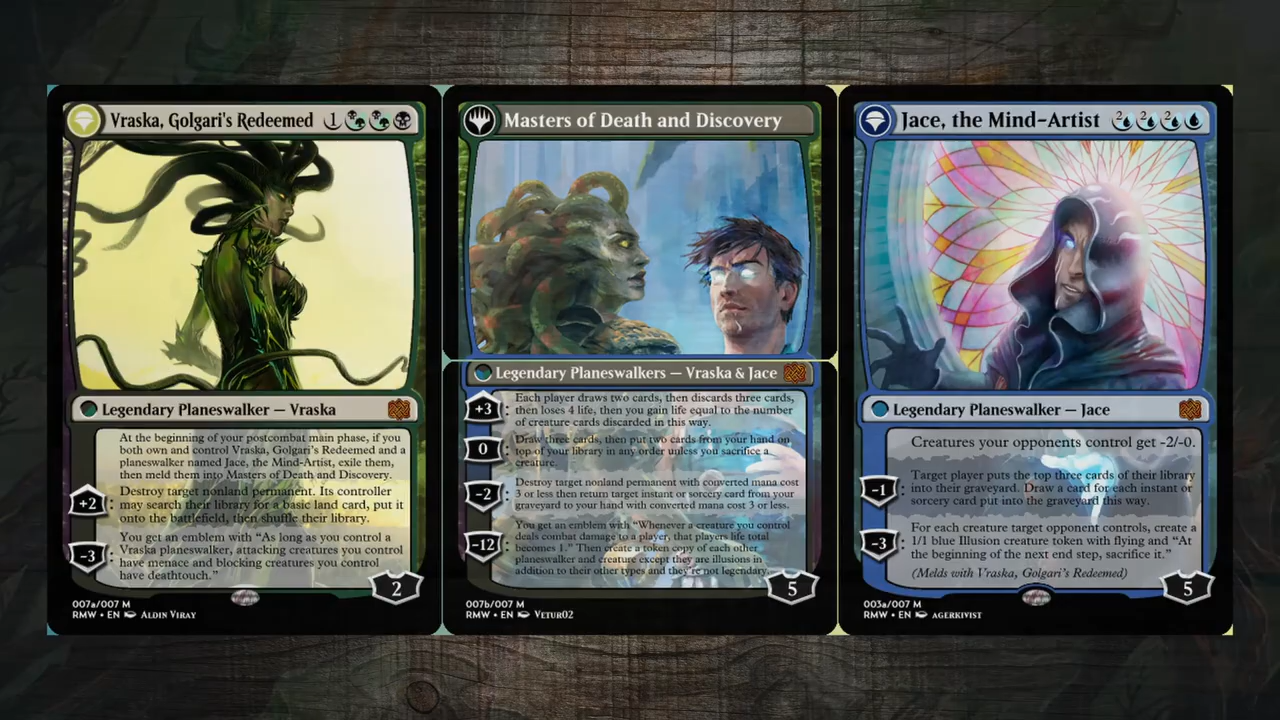 Vraska, Golgari's Redeemed 1
Legendary Planeswalker — Vraska
At the beginning of your postcombat main phase, if you
both own and control Vraska, Golgari's Redeemed and a
planeswalker named Jace, the Mind-Artist, exile them,
then meld them into Masters of Death and Discovery.
+2: Destroy target nonland permanent. Its controller
may search their library for a basic land card, put it
onto the battlefield, then shuffle their library.
-3: You get an emblem with “As long as you control a
Vraska planeswalker, attacking creatures you control
have menace and blocking creatures you control
have deathtouch.”
2
007a/007 M
RMW • EN Aldin Viray
Masters of Death and Discovery
Legendary Planeswalkers — Vraska & Jace
Each player draws two cards, then discards three cards,
+3: then loses 4 life, then you gain life equal to the number
of creature cards discarded in this way.
Draw three cards, then put two cards from your hand on
0: top of your library in any order unless you sacrifice a
creature.
Destroy target nonland permanent with converted mana cost
-2: 3 or less then return target instant or sorcery card from your
graveyard to your hand with converted mana cost 3 or less.
You get an emblem with “Whenever a creature you control
deals combat damage to a player, that players life total
-12: becomes 1.” Then create a token copy of each other
planeswalker and creature except they are illusions in
addition to their other types and they're not legendary.
5
007b/007 M
RMW • EN Vetur02
Jace, the Mind-Artist 2 2 2
Legendary Planeswalker — Jace
Creatures your opponents control get -2/-0.
Target player puts the top three cards of their library
-1: into their graveyard. Draw a card for each instant or
sorcery card put into the graveyard this way.
For each creature target opponent controls, create a
-3: 1/1 blue Illusion creature token with flying and “At
the beginning of the next end step, sacrifice it.”
(Melds with Vraska, Golgari's Redeemed)
5
003a/007 M
RMW • EN agerkivist